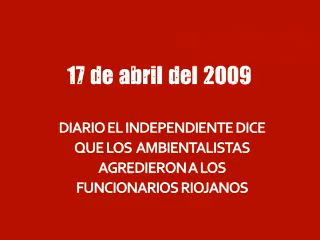 17 de abril del 2009
DIARIO EL INDEPENDIENTE DICE
QUE LOS AMBIENTALISTAS
AGREDIERON A LOS
FUNCIONARIOS RIOJANOS